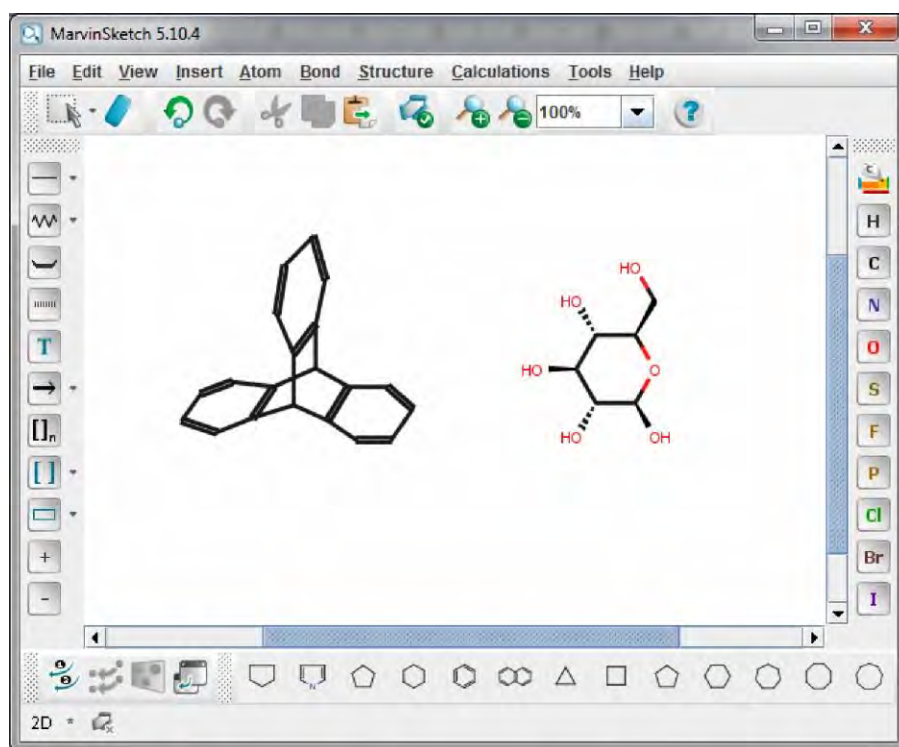 MarvinSketch 5.10.4
File Edit View Insert Atom Bond Structure Calculations Tools Help
100% ?
H
C
T N
O
[]n S
F
[ ] P
Cl
+ Br
- I
HO
HO
HO O
HO OH
2D